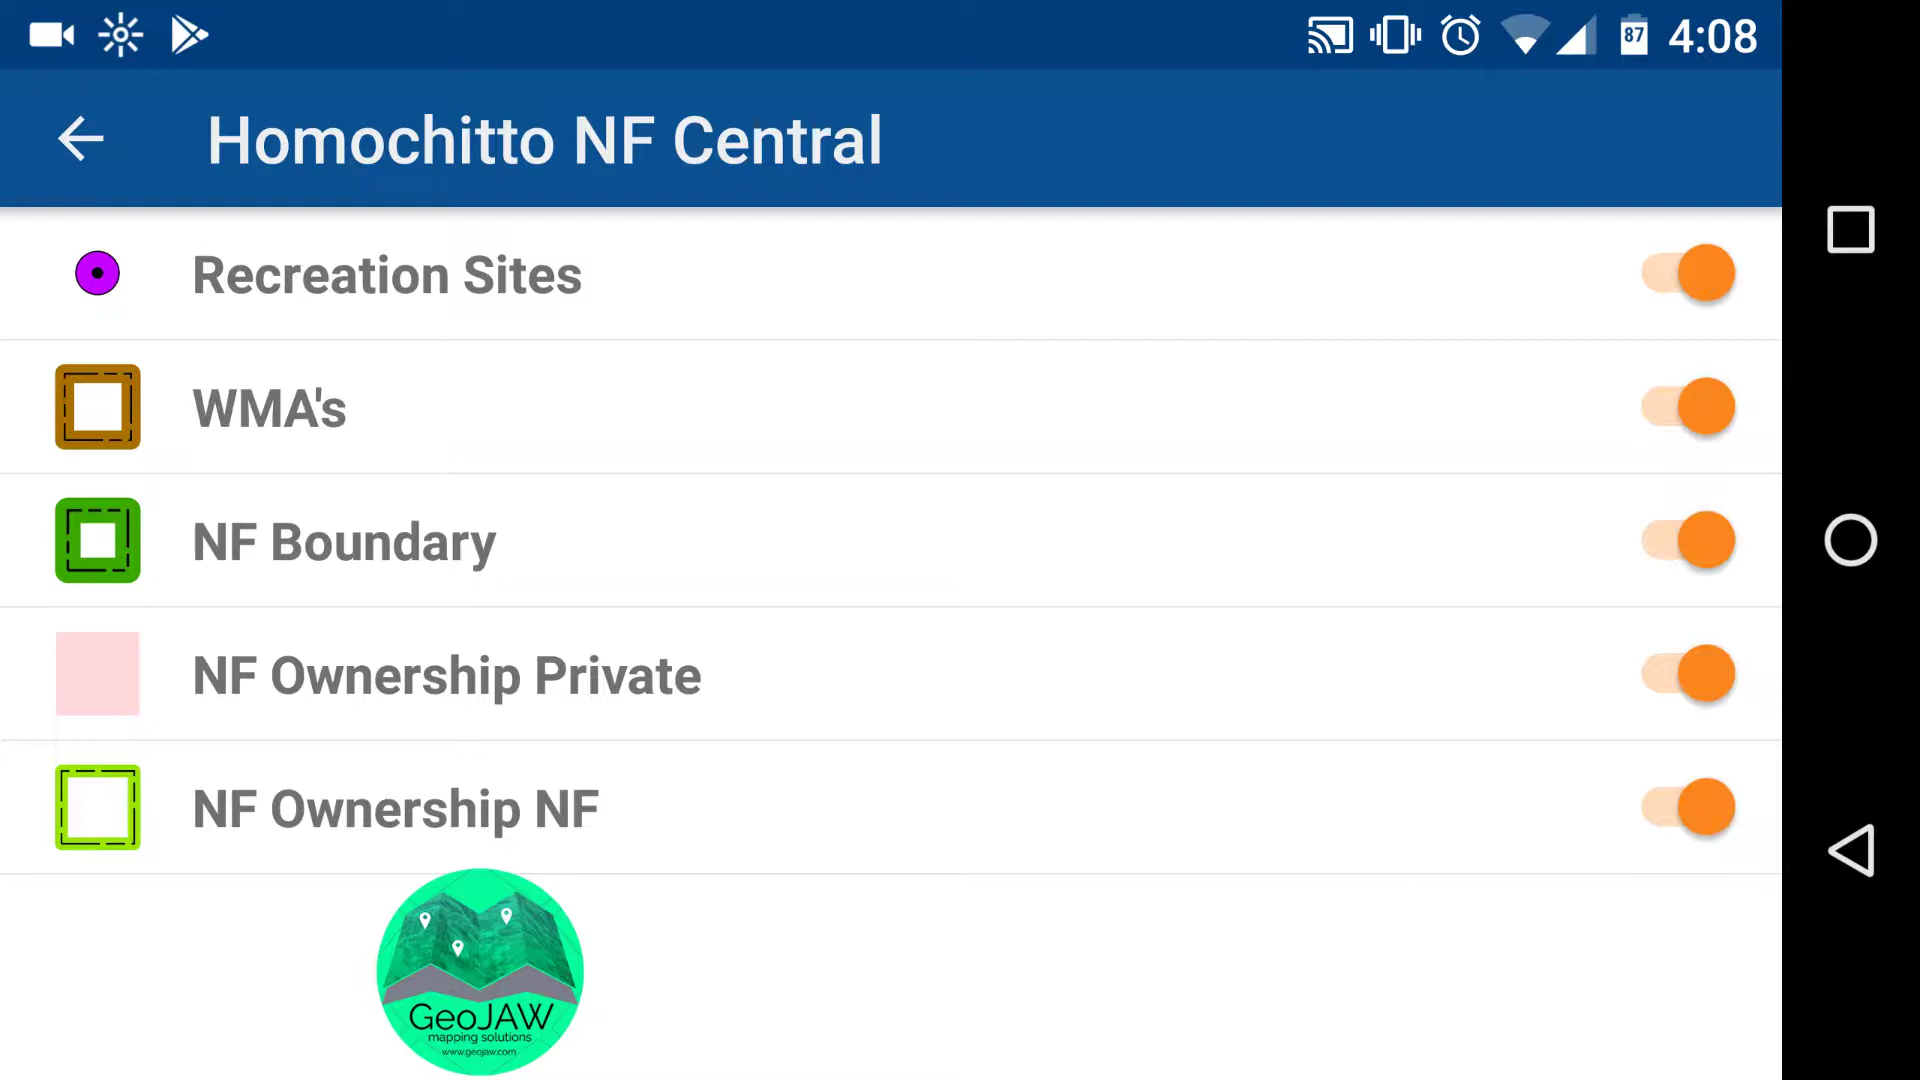 87 4:08
Homochitto NF Central
Recreation Sites
WMA's
NF Boundary
NF Ownership Private
NF Ownership NF
GeoJAW
mapping solutions
www.geojaw.com